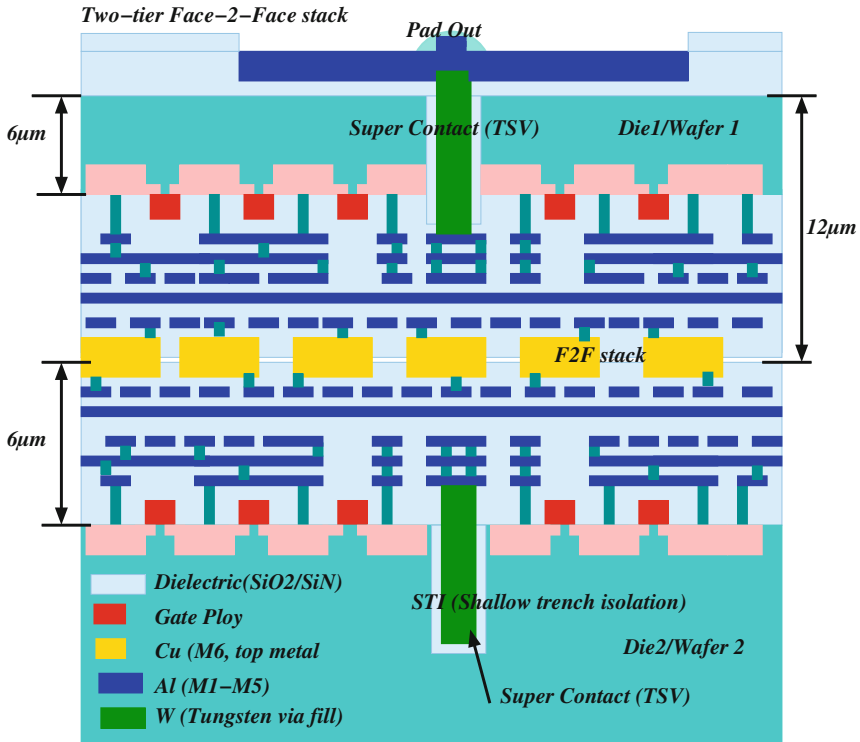 Two-tier Face-2-Face stack
Pad Out
6μm
Super Contact (TSV)
Die1/Wafer 1
12μm
F2F stack
6μm
Dielectric(SiO2/SiN)
STI (Shallow trench isolation)
Gate Ploy
Cu (M6, top metal
Die2/Wafer 2
Al (M1-M5)
Super Contact (TSV)
W (Tungsten via fill)